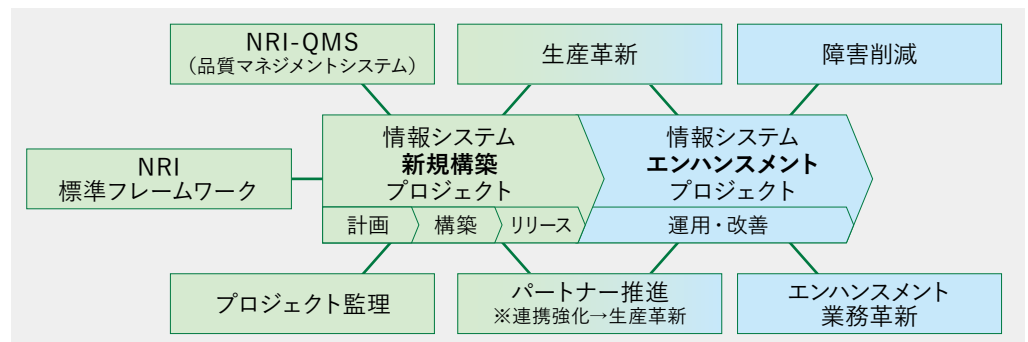 NRI-QMS
(品質マネジメントシステム)
生産革新
障害削減
NRI
標準フレームワーク
情報システム
新規構築
プロジェクト
計画
構築
リリース
情報システム
エンハンスメント
プロジェクト
運用・改善
プロジェクト監理
パートナー推進
※連携強化→生産革新
エンハンスメント
業務革新